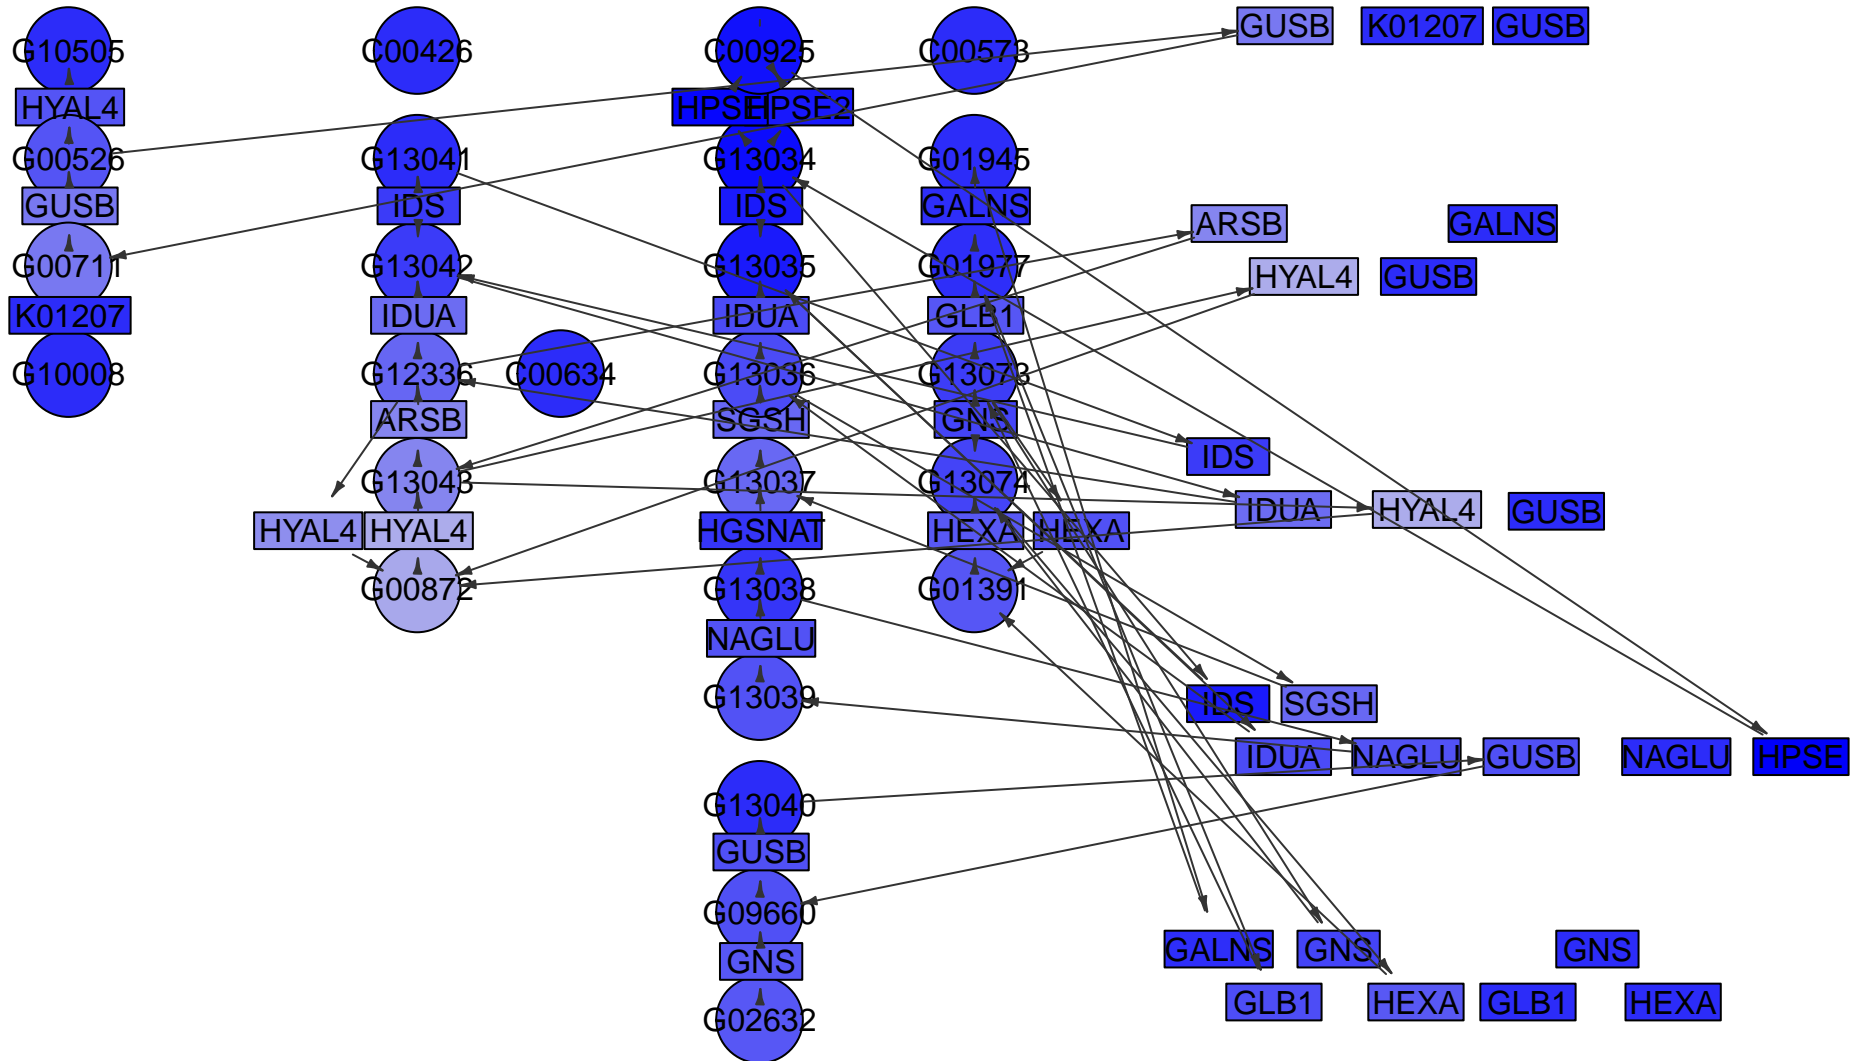 G10505 C00426 C00925 C00573 GUSB K01207 GUSB
HYAL4 HPSE HPSE2
G00526 G13041 G13034 G01945
GUSB IDS IDS GALNS ARSB GALNS
G00711 G13042 G13035 G01977 HYAL4 GUSB
K01207 IDUA IDUA GLB1
G10008 G12336 C00634 G13036 G13073
ARSB SGSH GNS
IDS
G13043 G13037 G13074
IDUA HYAL4 GUSB
HYAL4 HYAL4 HGSNAT HEXA HEXA
G00872 G13038 G01391
NAGLU
G13039 IDS SGSH
IDUA NAGLU GUSB NAGLU HPSE
G13040
GUSB
G09660
GNS GALNS GNS GNS
GLB1 HEXA GLB1 HEXA
G02632